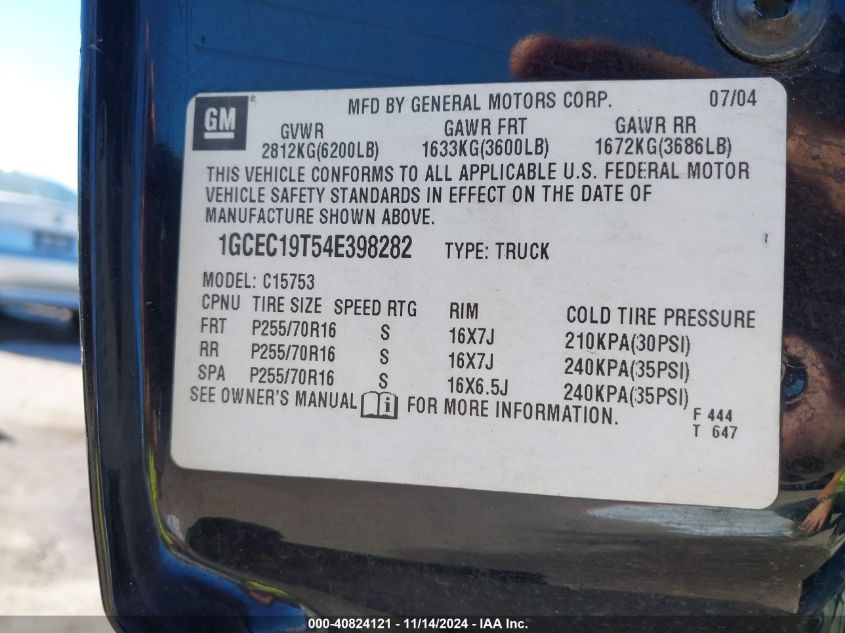 GM®
MFD BY GENERAL MOTORS CORP. 07/04
GVWR GAWR FRT GAWR RR
2812KG(6200LB) 1633KG(3600LB) 1672KG(3686LB)
THIS VEHICLE CONFORMS TO ALL APPLICABLE U.S. FEDERAL MOTOR
VEHICLE SAFETY STANDARDS IN EFFECT ON THE DATE OF
MANUFACTURE SHOWN ABOVE.
1GCEC19T54E398282 TYPE: TRUCK
MODEL: C15753
CPNU TIRE SIZE SPEED RTG RIM COLD TIRE PRESSURE
FRT P255/70R16 S 16X7J 210KPA(30PSI)
RR P255/70R16 S 16X7J 240KPA(35PSI)
SPA P255/70R16 S 16X6.5J 240KPA(35PSI)
SEE OWNER'S MANUAL FOR MORE INFORMATION.
F 444
T 647
000-40824121 - 11/14/2024 - IAA Inc.